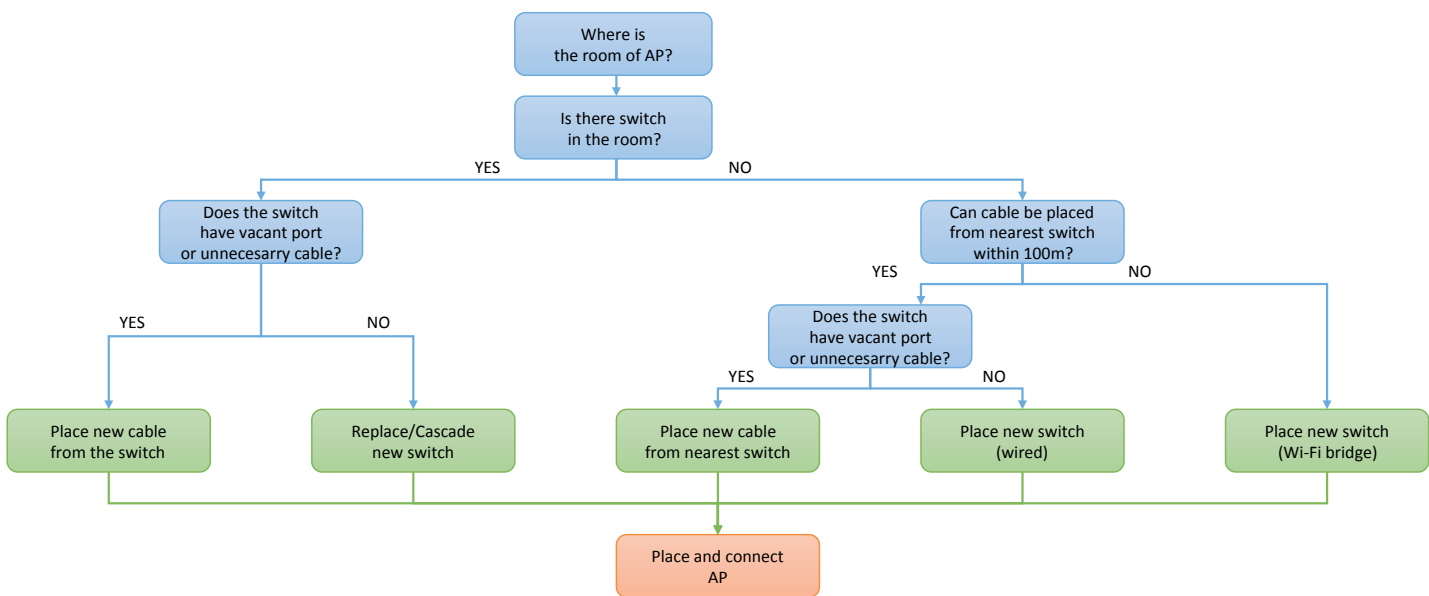 Where is
the room of AP?
Is there switch
in the room?
YES
NO
Does the switch
have vacant port
or unnecesarry cable?
Can cable be placed
from nearest switch
within 100m?
YES
NO
Does the switch
have vacant port
or unnecesarry cable?
YES
NO
YES
NO
Place new cable
from the switch
Replace/Cascade
new switch
Place new cable
from nearest switch
Place new switch
(wired)
Place new switch
(Wi-Fi bridge)
Place and connect
AP